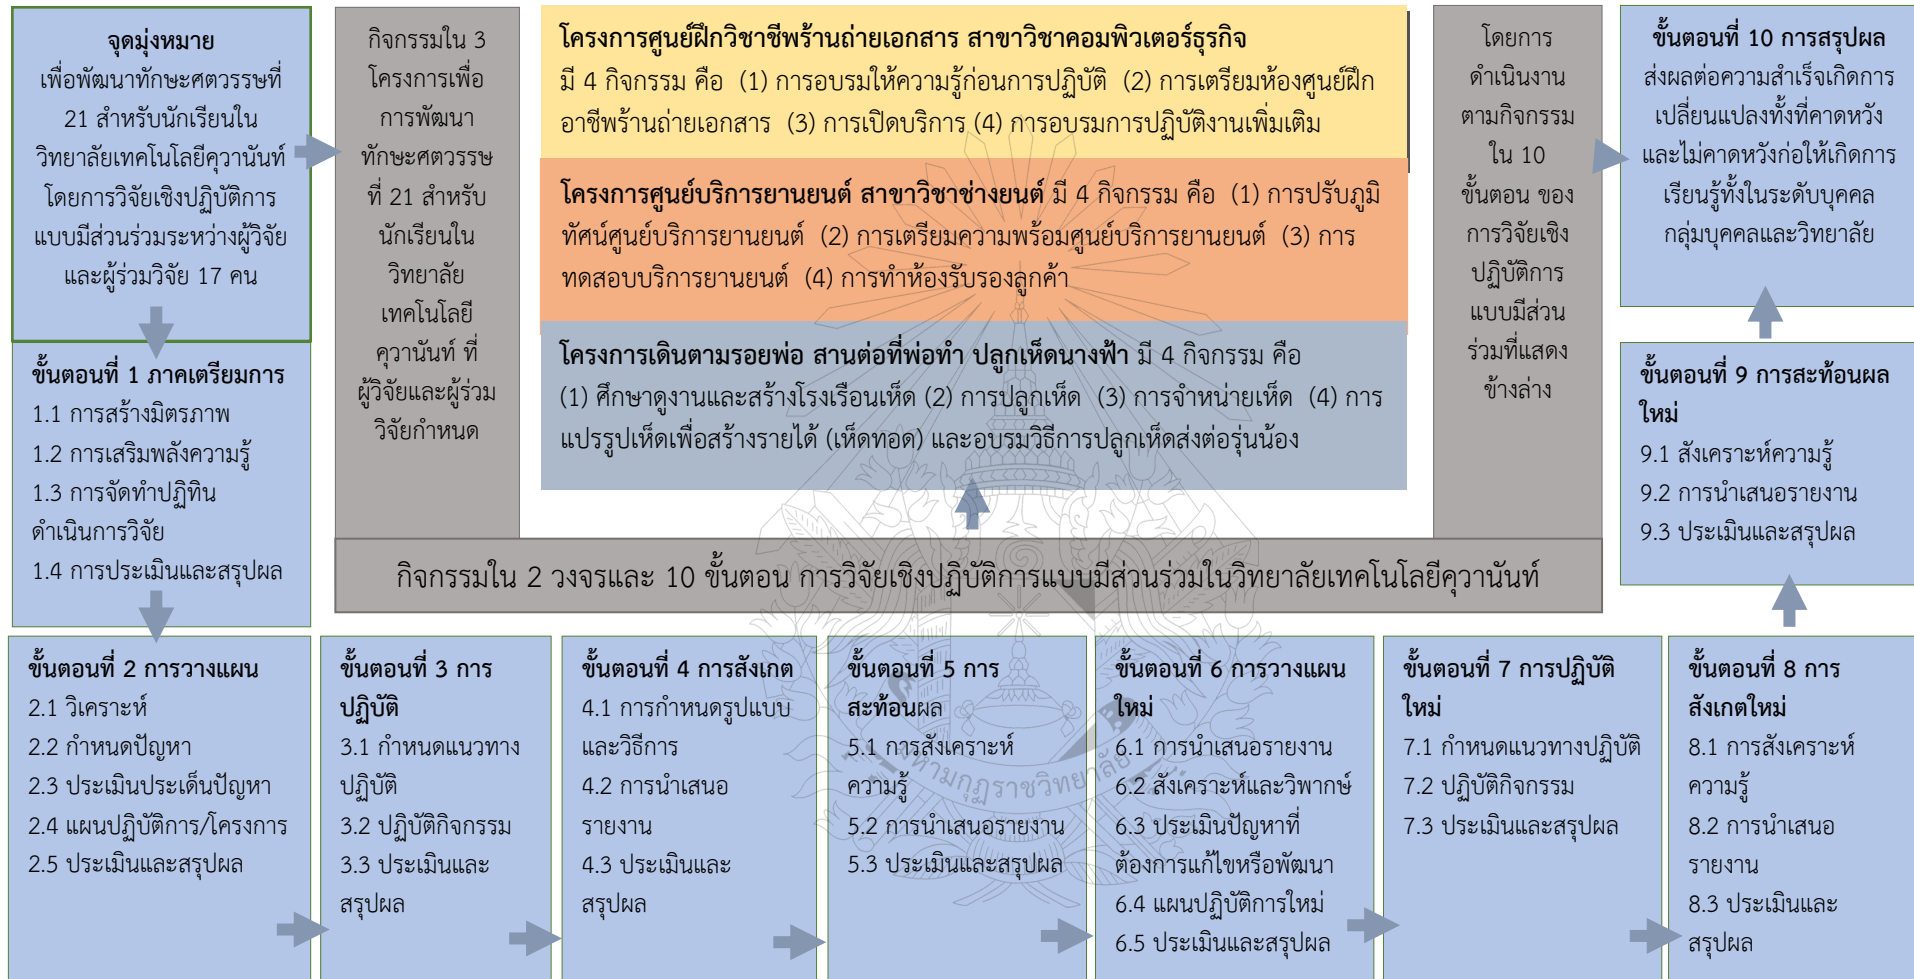 จุดมุ่งหมาย
เพื่อพัฒนาทักษะศตวรรษที่
21 สำหรับนักเรียนใน
วิทยาลัยเทคโนโลยีคุวานันท์
โดยการวิจัยเชิงปฏิบัติการ
แบบมีส่วนร่วมระหว่างผู้วิจัย
และผู้ร่วมวิจัย 17 คน
กิจกรรมใน 3
โครงการเพื่อ
การพัฒนา
ทักษะศตวรรษ
ที่ 21 สำหรับ
นักเรียนใน
วิทยาลัย
เทคโนโลยี
คุวานันท์ ที่
ผู้วิจัยและผู้ร่วม
วิจัยกำหนด
โครงการศูนย์ฝึกวิชาชีพร้านถ่ายเอกสาร สาขาวิชาคอมพิวเตอร์ธุรกิจ
มี 4 กิจกรรม คือ (1) การอบรมให้ความรู้ก่อนการปฏิบัติ (2) การเตรียมห้องศูนย์ฝึก
อาชีพร้านถ่ายเอกสาร (3) การเปิดบริการ (4) การอบรมการปฏิบัติงานเพิ่มเติม
โครงการศูนย์บริการยานยนต์ สาขาวิชาช่างยนต์ มี 4 กิจกรรม คือ (1) การปรับภูมิ
ทัศน์ศูนย์บริการยานยนต์ (2) การเตรียมความพร้อมศูนย์บริการยานยนต์ (3) การ
ทดสอบบริการยานยนต์ (4) การทำห้องรับรองลูกค้า
โครงการเดินตามรอยพ่อ สานต่อที่พ่อทำ ปลูกเห็ดนางฟ้า มี 4 กิจกรรม คือ
(1) ศึกษาดูงานและสร้างโรงเรือนเห็ด (2) การปลูกเห็ด (3) การจำหน่ายเห็ด (4) การ
แปรรูปเห็ดเพื่อสร้างรายได้ (เห็ดทอด) และอบรมวิธีการปลูกเห็ดส่งต่อรุ่นน้อง
โดยการ
ดำเนินงาน
ตามกิจกรรม
ใน 10
ขั้นตอน ของ
การวิจัยเชิง
ปฏิบัติการ
แบบมีส่วน
ร่วมที่แสดง
ข้างล่าง
ขั้นตอนที่ 10 การสรุปผล
ส่งผลต่อความสำเร็จเกิดการ
เปลี่ยนแปลงทั้งที่คาดหวัง
และไม่คาดหวังก่อให้เกิดการ
เรียนรู้ทั้งในระดับบุคคล
กลุ่มบุคคลและวิทยาลัย
ขั้นตอนที่ 1 ภาคเตรียมการ
1.1 การสร้างมิตรภาพ
1.2 การเสริมพลังความรู้
1.3 การจัดทำปฏิทิน
ดำเนินการวิจัย
1.4 การประเมินและสรุปผล
ขั้นตอนที่ 9 การสะท้อนผล
ใหม่
9.1 สังเคราะห์ความรู้
9.2 การนำเสนอรายงาน
9.3 ประเมินและสรุปผล
กิจกรรมใน 2 วงจรและ 10 ขั้นตอน การวิจัยเชิงปฏิบัติการแบบมีส่วนร่วมในวิทยาลัยเทคโนโลยีคุวานันท์
ขั้นตอนที่ 2 การวางแผน
2.1 วิเคราะห์
2.2 กำหนดปัญหา
2.3 ประเมินประเด็นปัญหา
2.4 แผนปฏิบัติการ/โครงการ
2.5 ประเมินและสรุปผล
ขั้นตอนที่ 3 การ
ปฏิบัติ
3.1 กำหนดแนวทาง
ปฏิบัติ
3.2 ปฏิบัติกิจกรรม
3.3 ประเมินและ
สรุปผล
ขั้นตอนที่ 4 การสังเกต
4.1 การกำหนดรูปแบบ
และวิธีการ
4.2 การนำเสนอ
รายงาน
4.3 ประเมินและ
สรุปผล
ขั้นตอนที่ 5 การ
สะท้อนผล
5.1 การสังเคราะห์
ความรู้
5.2 การนำเสนอรายงาน
5.3 ประเมินและสรุปผล
ขั้นตอนที่ 6 การวางแผน
ใหม่
6.1 การนำเสนอรายงาน
6.2 สังเคราะห์และวิพากษ์
6.3 ประเมินปัญหาที่
ต้องการแก้ไขหรือพัฒนา
6.4 แผนปฏิบัติการใหม่
6.5 ประเมินและสรุปผล
ขั้นตอนที่ 7 การปฏิบัติ
ใหม่
7.1 กำหนดแนวทางปฏิบัติ
7.2 ปฏิบัติกิจกรรม
7.3 ประเมินและสรุปผล
ขั้นตอนที่ 8 การ
สังเกตใหม่
8.1 การสังเคราะห์
ความรู้
8.2 การนำเสนอ
รายงาน
8.3 ประเมินและ
สรุปผล
มหามกุฏราชวิทยาลัย